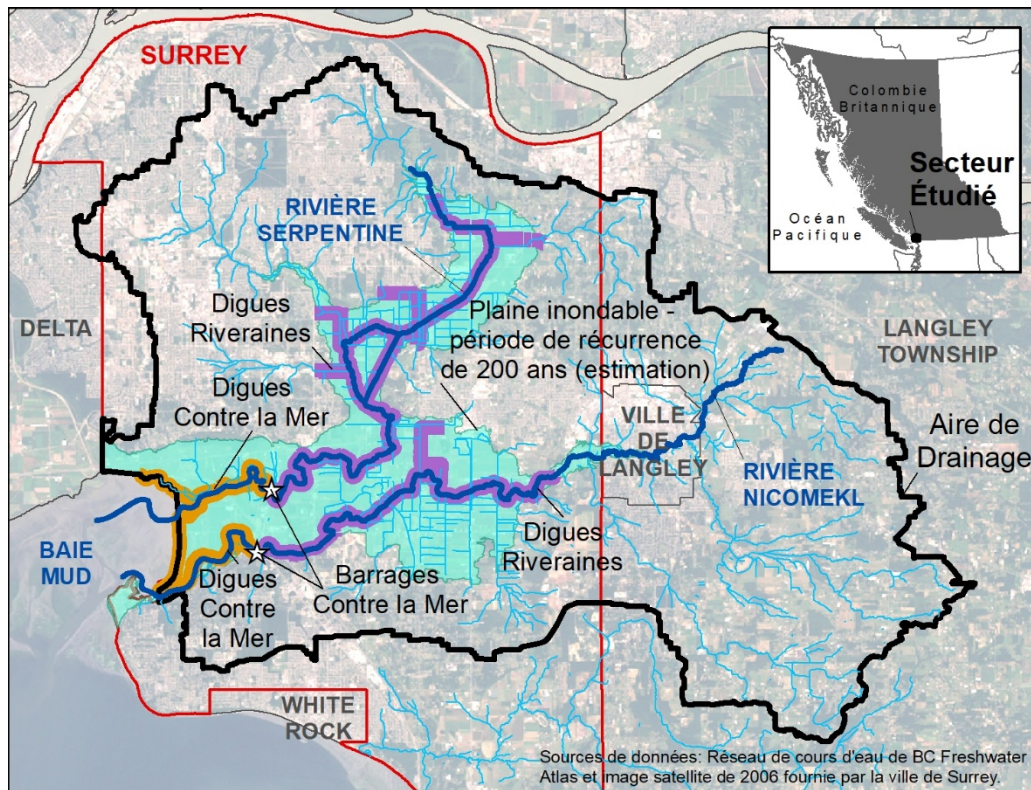 SURREY
Colombie
Britannique
Secteur
Étudié
Océan
Pacifique
RIVIÈRE
SERPENTINE
Digues
Riveraines
Plaine inondable -
période de récurrence
de 200 ans (estimation)
DELTA
LANGLEY
TOWNSHIP
Digues
Contre la Mer
VILLE
DE
LANGLEY
Aire de
Drainage
RIVIÈRE
NICOMEKL
BAIE
MUD
Digues
Contre
la Mer
Barrages
Contre la Mer
Digues
Riveraines
WHITE
ROCK
Sources de données: Réseau de cours d'eau de BC Freshwater
Atlas et image satellite de 2006 fournie par la ville de Surrey.